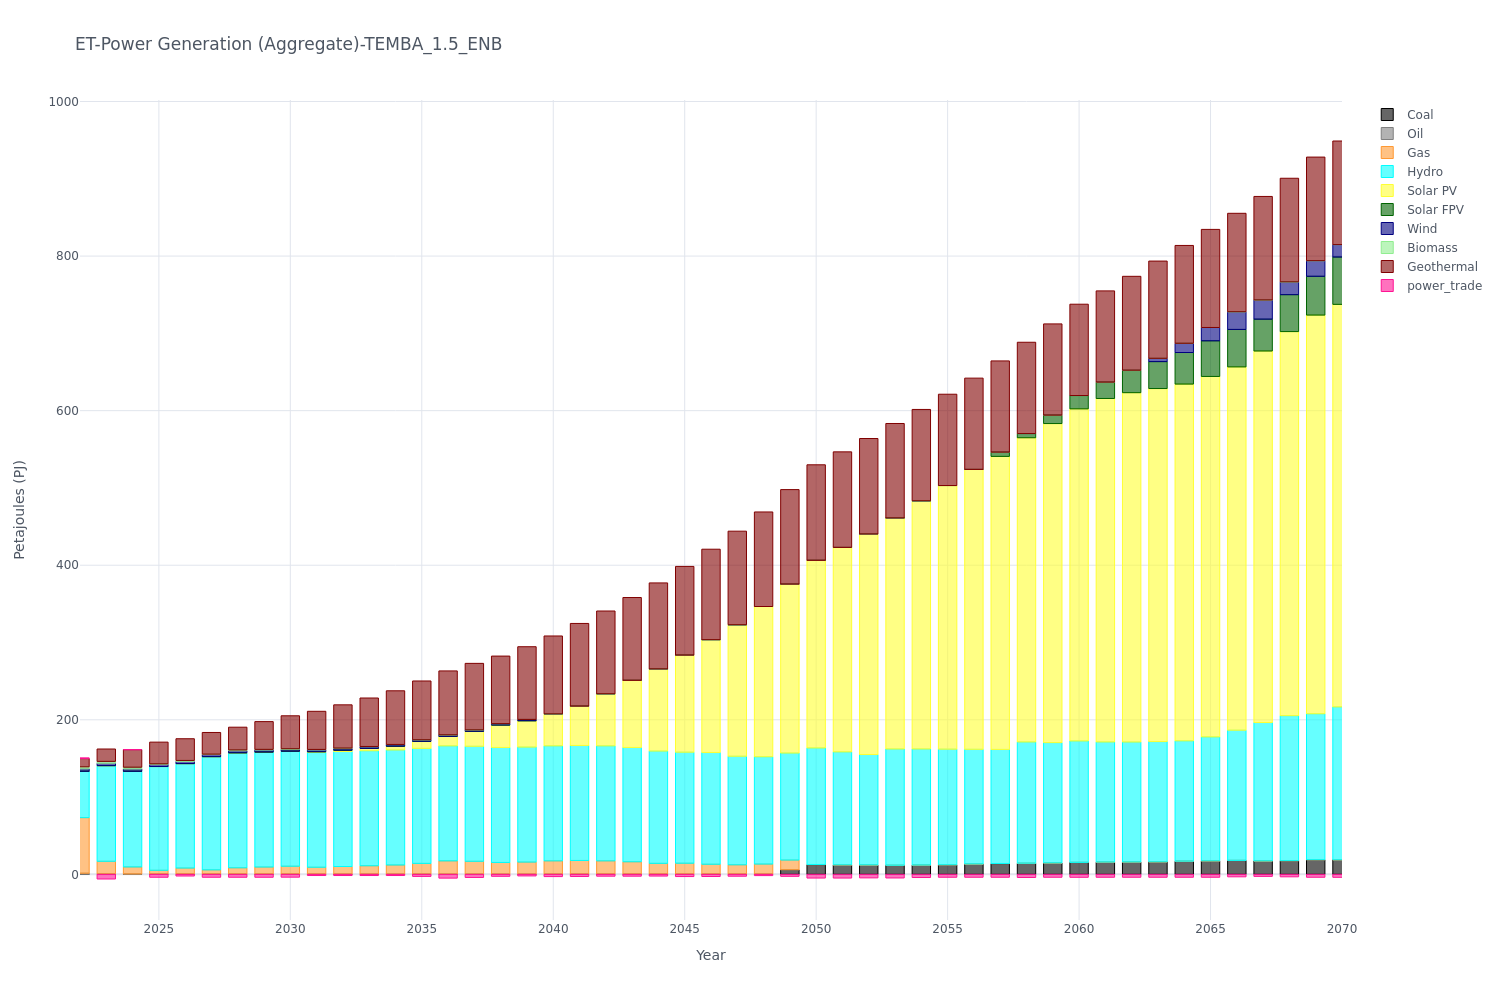 ET-Power Generation (Aggregate)-TEMBA_1.5_ENB
1000
800
600
400
200
0
Petajoules (PJ)
2025
2030
2035
2040
2045
2050
2055
2060
2065
2070
Year
Coal
Oil
Gas
Hydro
Solar PV
Solar FPV
Wind
Biomass
Geothermal
power_trade